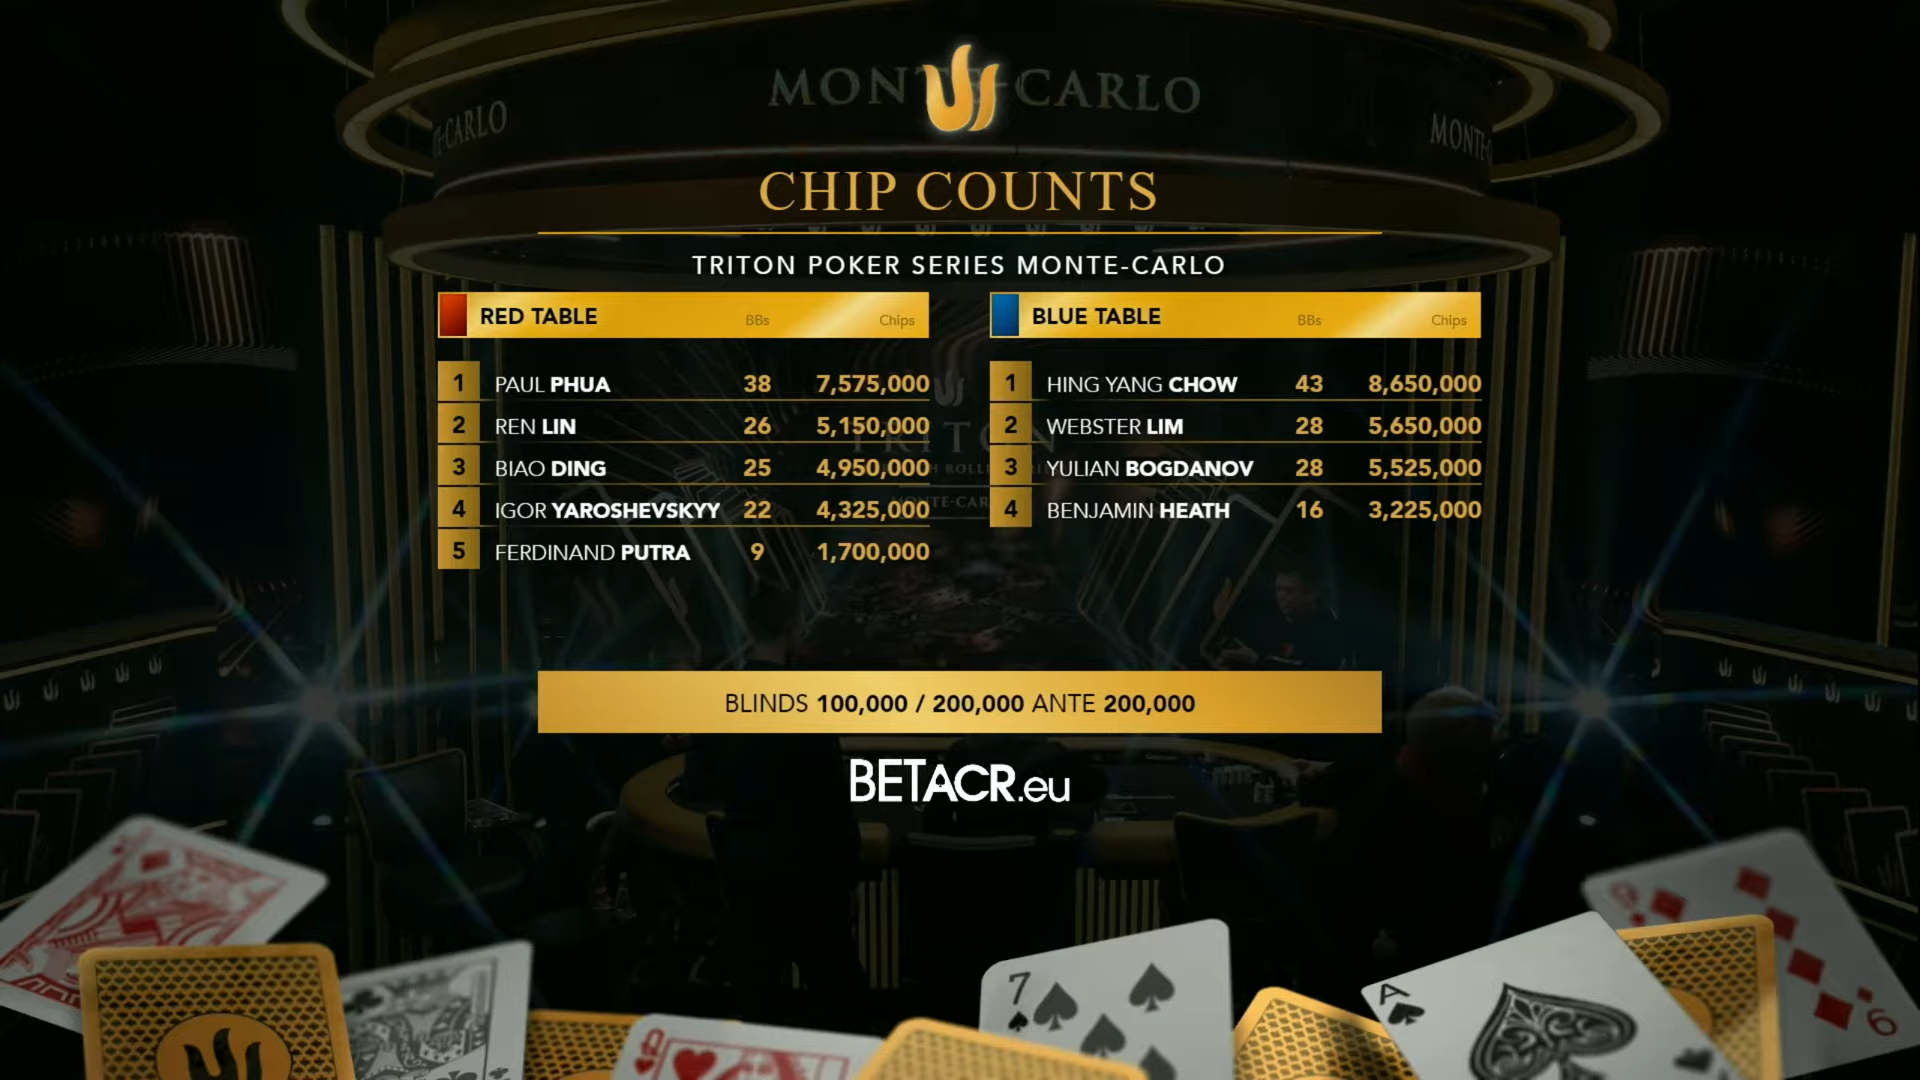 MONTE-CARLO
CHIP COUNTS
TRITON POKER SERIES MONTE-CARLO
RED TABLE BBs Chips
1 PAUL PHUA 38 7,575,000
2 REN LIN 26 5,150,000
3 BIAO DING 25 4,950,000
4 IGOR YAROSHEVSKYY 22 4,325,000
5 FERDINAND PUTRA 9 1,700,000
BLUE TABLE BBs Chips
1 HING YANG CHOW 43 8,650,000
2 WEBSTER LIM 28 5,650,000
3 YULIAN BOGDANOV 28 5,525,000
4 BENJAMIN HEATH 16 3,225,000
BLINDS 100,000 / 200,000 ANTE 200,000
BETACR.eu
7
A
9